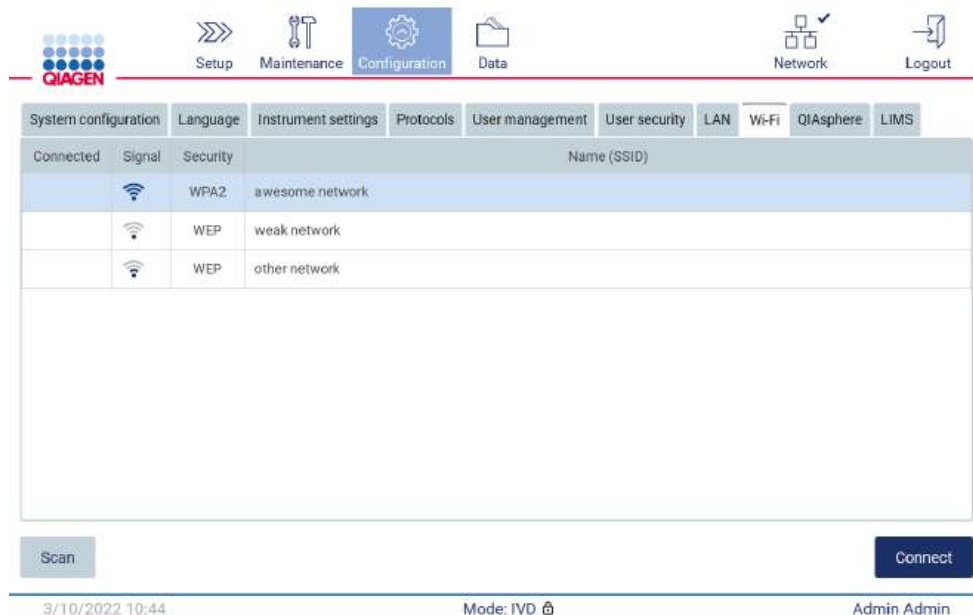 QIAGEN
Setup
Maintenance
Configuration
Data
Network
Logout
System configuration Language Instrument settings Protocols User management User security LAN Wi-Fi QIAsphere LIMS
Connected Signal Security Name (SSID)
WPA2 awesome network
WEP weak network
WEP other network
Scan
Connect
3/10/2022 10:44 Mode: IVD Admin Admin